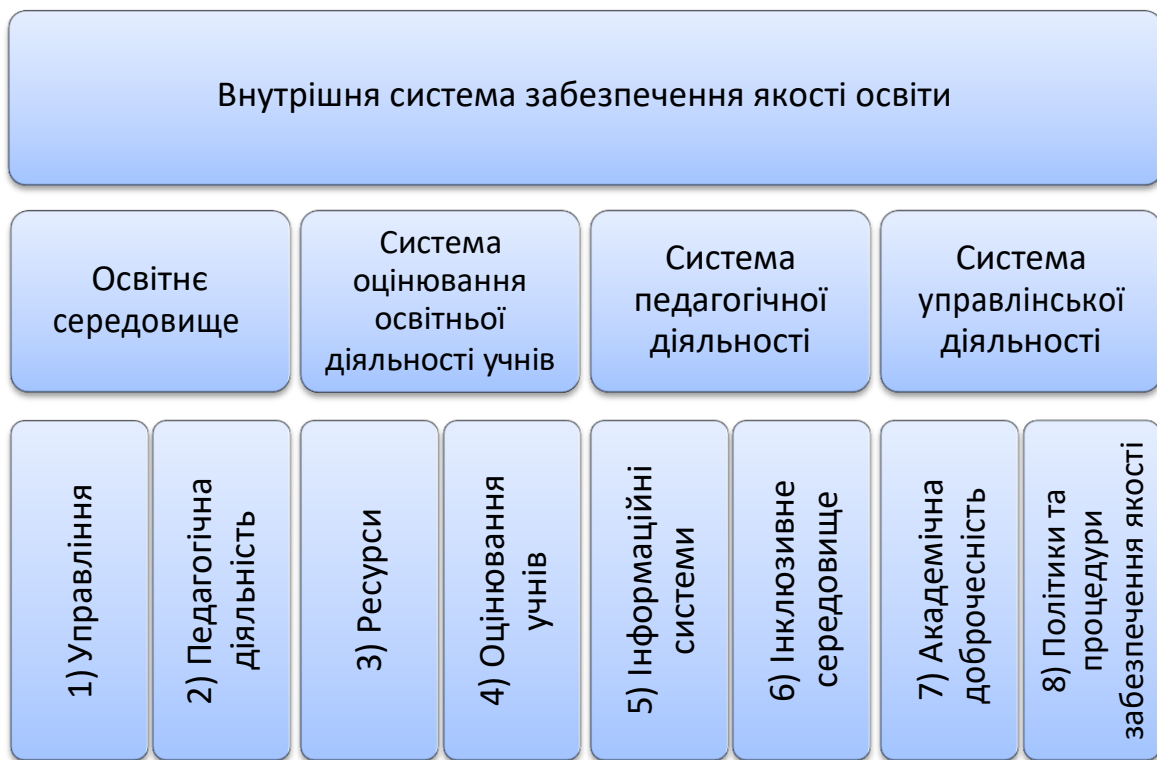 Внутрішня система забезпечення якості освіти
Освітнє
середовище
Система
оцінювання
освітньої
діяльності учнів
Система
педагогічної
діяльності
Система
управлінської
діяльності
1) Управління
2) Педагогічна
діяльність
3) Ресурси
4) Оцінювання
учнів
5) Інформаційні
системи
6) Інклюзивне
середовище
7) Академічна
доброчесність
8) Політики та
процедури
забезпечення якості